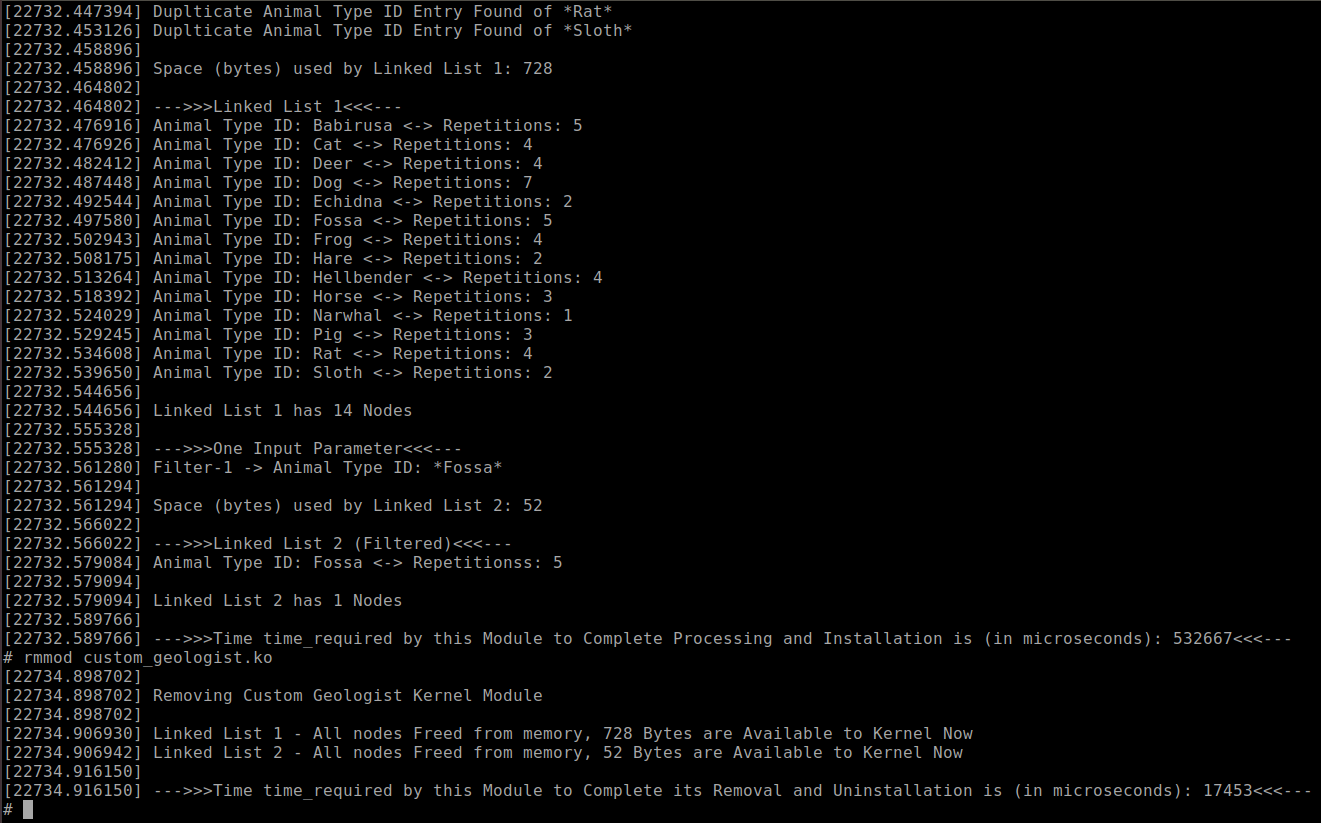 [22732.447394] Duplticate Animal Type ID Entry Found of *Rat*
[22732.453126] Duplticate Animal Type ID Entry Found of *Sloth*
[22732.458896]
[22732.458896] Space (bytes) used by Linked List 1: 728
[22732.464802]
[22732.464802] --->>>Linked List 1<<<---
[22732.476916] Animal Type ID: Babirusa <-> Repetitions: 5
[22732.476926] Animal Type ID: Cat <-> Repetitions: 4
[22732.482412] Animal Type ID: Deer <-> Repetitions: 4
[22732.487448] Animal Type ID: Dog <-> Repetitions: 7
[22732.492544] Animal Type ID: Echidna <-> Repetitions: 2
[22732.497580] Animal Type ID: Fossa <-> Repetitions: 5
[22732.502943] Animal Type ID: Frog <-> Repetitions: 4
[22732.508175] Animal Type ID: Hare <-> Repetitions: 2
[22732.513264] Animal Type ID: Hellbender <-> Repetitions: 4
[22732.518392] Animal Type ID: Horse <-> Repetitions: 3
[22732.524029] Animal Type ID: Narwhal <-> Repetitions: 1
[22732.529245] Animal Type ID: Pig <-> Repetitions: 3
[22732.534608] Animal Type ID: Rat <-> Repetitions: 4
[22732.539650] Animal Type ID: Sloth <-> Repetitions: 2
[22732.544656]
[22732.544656] Linked List 1 has 14 Nodes
[22732.555328]
[22732.555328] --->>>One Input Parameter<<<---
[22732.561280] Filter-1 -> Animal Type ID: *Fossa*
[22732.561294]
[22732.561294] Space (bytes) used by Linked List 2: 52
[22732.566022]
[22732.566022] --->>>Linked List 2 (Filtered)<<<---
[22732.579084] Animal Type ID: Fossa <-> Repetitionss: 5
[22732.579094]
[22732.579094] Linked List 2 has 1 Nodes
[22732.589766]
[22732.589766] --->>>Time time_required by this Module to Complete Processing and Installation is (in microseconds): 532667<<<---
# rmmod custom_geologist.ko
[22734.898702]
[22734.898702] Removing Custom Geologist Kernel Module
[22734.898702]
[22734.906930] Linked List 1 - All nodes Freed from memory, 728 Bytes are Available to Kernel Now
[22734.906942] Linked List 2 - All nodes Freed from memory, 52 Bytes are Available to Kernel Now
[22734.916150]
[22734.916150] --->>>Time time_required by this Module to Complete its Removal and Uninstallation is (in microseconds): 17453<<<---
#